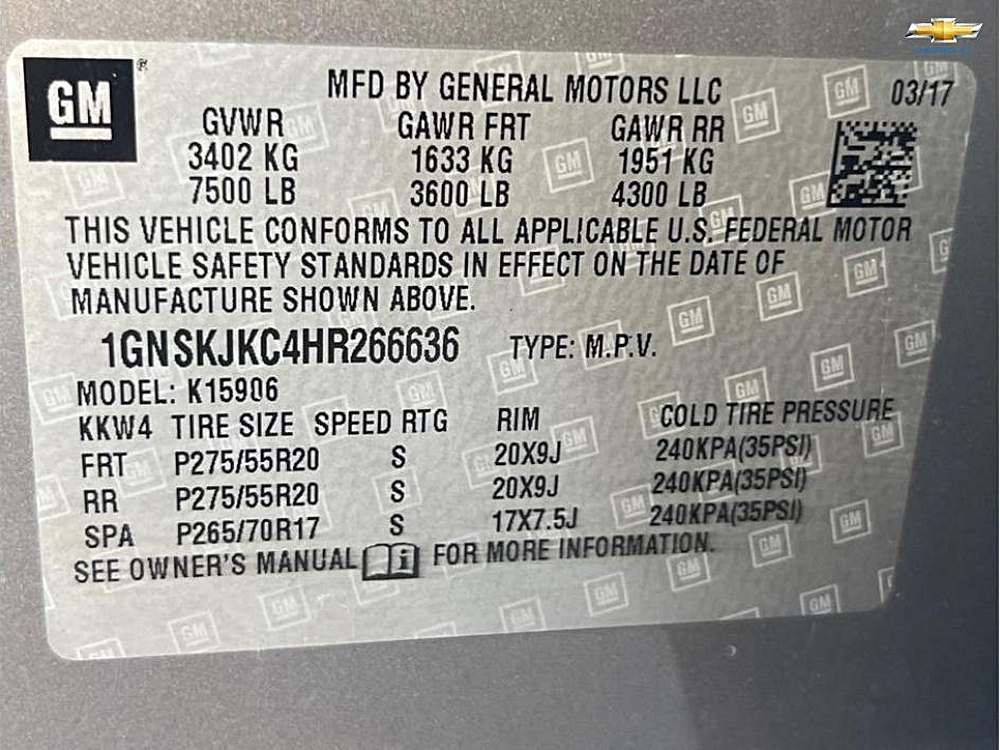 GM
MFD BY GENERAL MOTORS LLC 03/17
GVWR GAWR FRT GAWR RR
3402 KG 1633 KG 1951 KG
7500 LB 3600 LB 4300 LB
THIS VEHICLE CONFORMS TO ALL APPLICABLE U.S. FEDERAL MOTOR
VEHICLE SAFETY STANDARDS IN EFFECT ON THE DATE OF
MANUFACTURE SHOWN ABOVE.
1GNSKJKC4HR266636 TYPE: M.P.V.
MODEL: K15906
KKW4 TIRE SIZE SPEED RTG RIM COLD TIRE PRESSURE
FRT P275/55R20 S 20X9J 240KPA(35PSI)
RR P275/55R20 S 20X9J 240KPA(35PSI)
SPA P265/70R17 S 17X7.5J 240KPA(35PSI)
SEE OWNER'S MANUAL i FOR MORE INFORMATION.